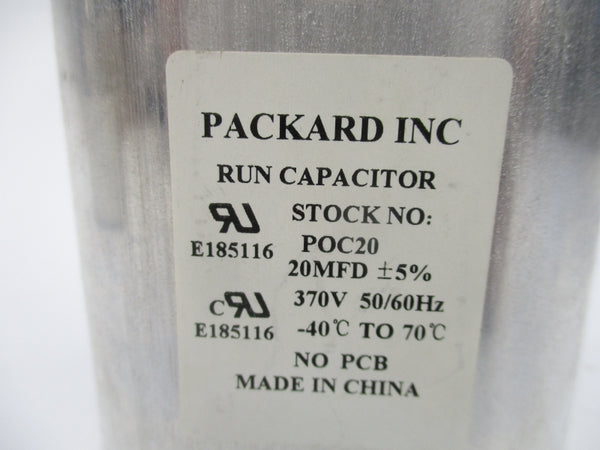 PACKARD INC
RUN CAPACITOR
STOCK NO:
POC20
E185116
20MFD ±5%
370V 50/60Hz
C
E185116
-40℃ TO 70℃
NO PCB
MADE IN CHINA